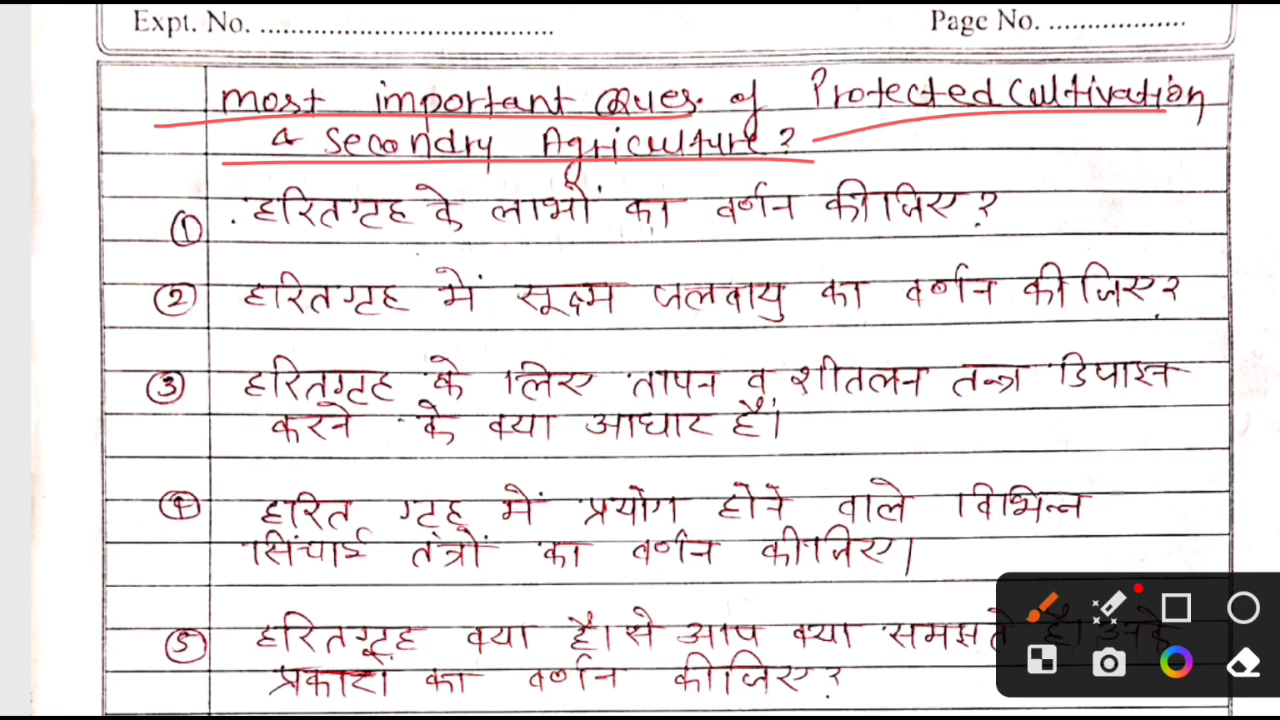 Expt. No. ......................................
Page No. ..................
most important Ques. of Protected Cultivation
& Secondry Agriculture?
① हरितगृह के लाभों का वर्णन कीजिए?
② हरितगृह में सूक्ष्म जलवायु का वर्णन कीजिए?
③ हरितगृह के लिए तापन व शीतलन तन्त्र डिपाइन
करने के क्या आधार है।
④ हरित गृह में प्रयोग होने वाले विभिन्न
सिंचाई तंत्रों का वर्णन कीजिए।
⑤ हरितगृह क्या है। से आप क्या समझते है। उनके
प्रकारों का वर्णन कीजिए?